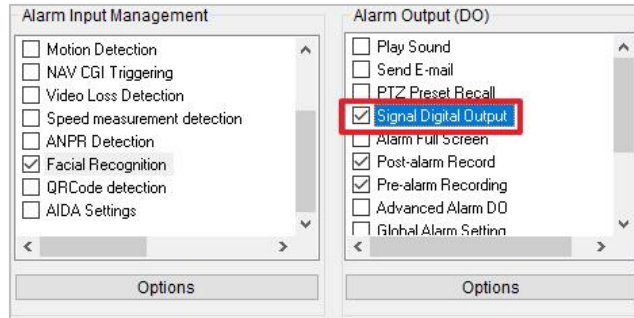 Alarm Input Management
Motion Detection
NAV CGI Triggering
Video Loss Detection
Speed measurement detection
ANPR Detection
Facial Recognition
QRCode detection
AIDA Settings
Options
Alarm Output (DO)
Play Sound
Send E-mail
PTZ Preset Recall
Signal Digital Output
Alarm Full Screen
Post-alarm Record
Pre-alarm Recording
Advanced Alarm DO
Global Alarm Setting
Options